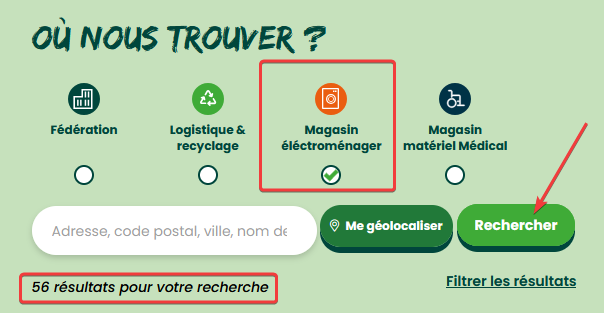 OÙ NOUS TROUVER ?
Fédération
Logistique &
recyclage
Magasin
éléctroménager
Magasin
matériel Médical
Adresse, code postal, ville, nom de
Me géolocaliser
Rechercher
56 résultats pour votre recherche
Filtrer les résultats